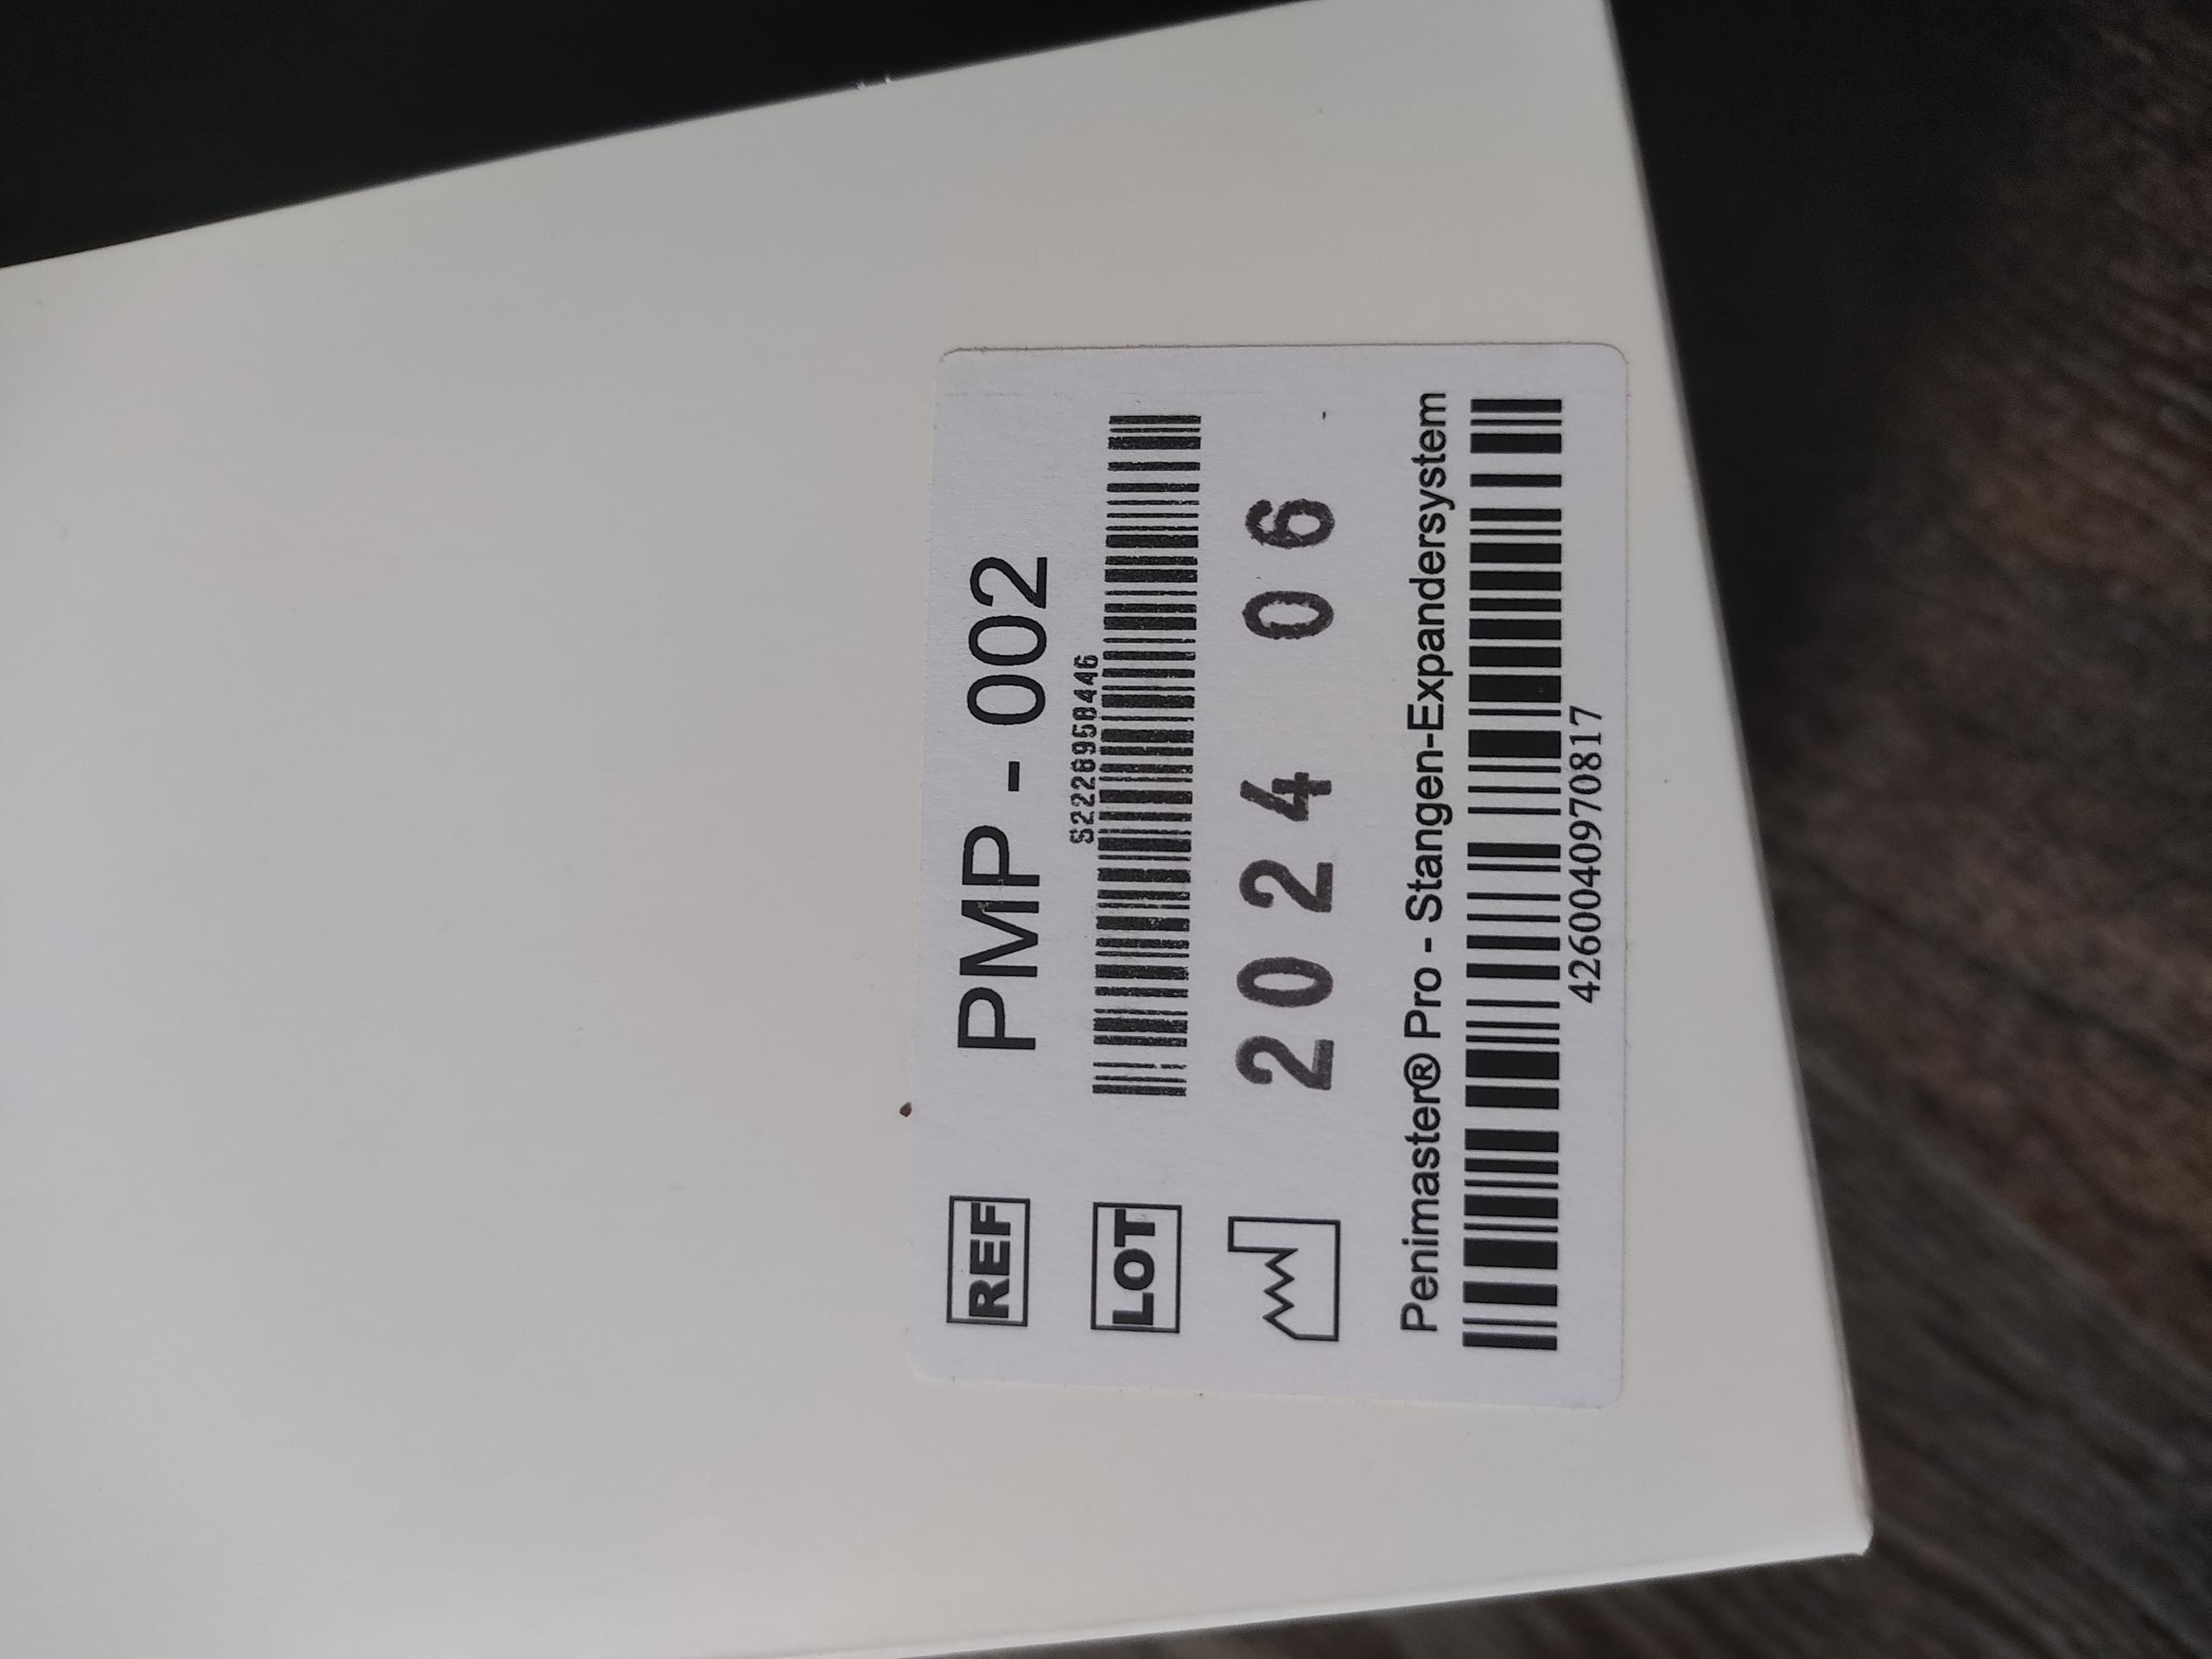 REF PMP - 002
S2228958446
LOT
2024 06
Penimaster® Pro - Stangen-Expandersystem
4260040970817